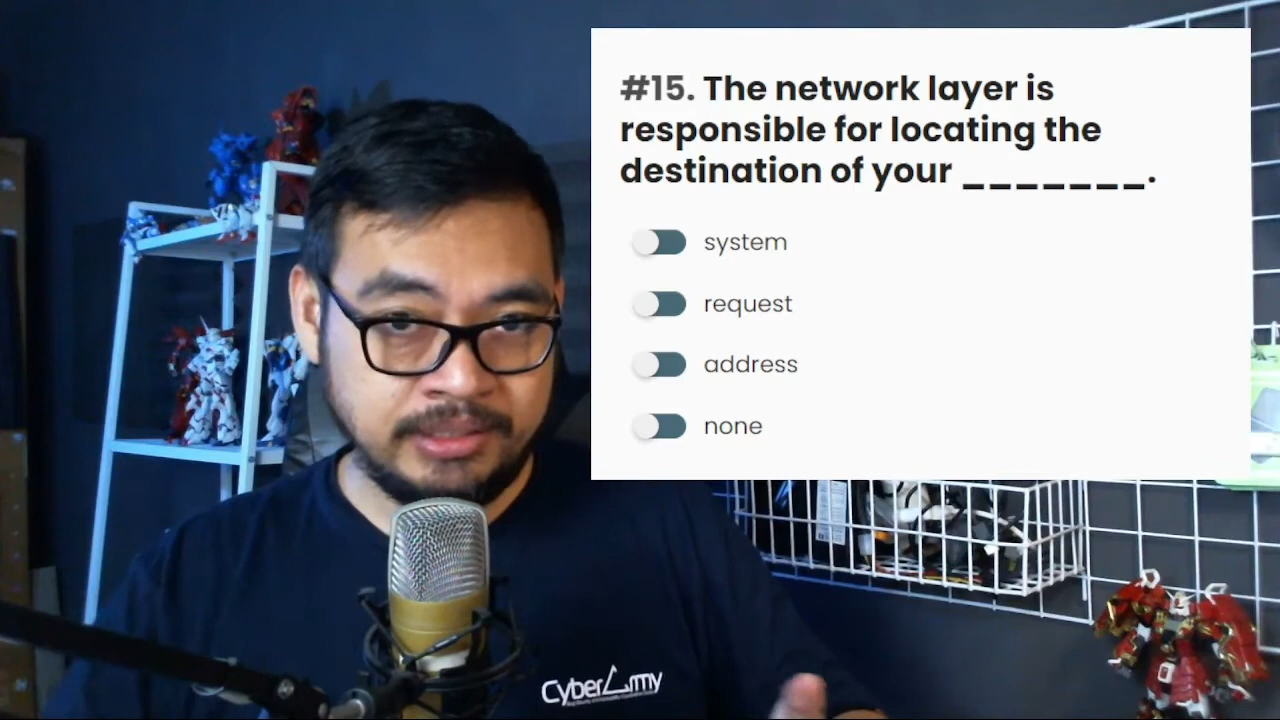 #15. The network layer is
responsible for locating the
destination of your _______.
system
request
address
none
CyberArmy